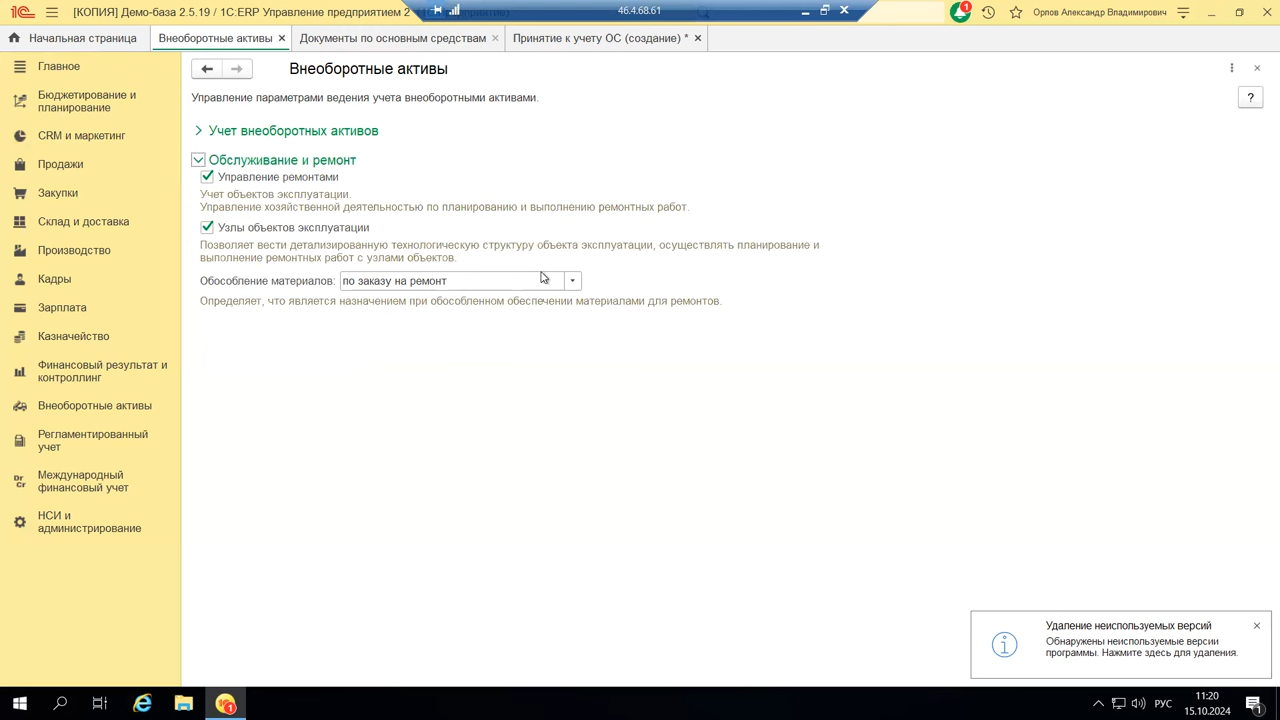 [КОПИЯ] Демо-база 2.5.19 / 1С:ERP Управление предприятием 2
46.4.68.61
1
Орлов Александр Владимирович
Начальная страница
Внеоборотные активы
Документы по основным средствам
Принятие к учету ОС (создание) *
Главное
Бюджетирование и планирование
CRM и маркетинг
Продажи
Закупки
Склад и доставка
Производство
Кадры
Зарплата
Казначейство
Финансовый результат и контроллинг
Внеоборотные активы
Регламентированный учет
Dr Cr
Международный финансовый учет
НСИ и администрирование
Внеоборотные активы
?
Управление параметрами ведения учета внеоборотными активами.
Учет внеоборотных активов
Обслуживание и ремонт
Управление ремонтами
Учет объектов эксплуатации.
Управление хозяйственной деятельностью по планированию и выполнению ремонтных работ.
Узлы объектов эксплуатации
Позволяет вести детализированную технологическую структуру объекта эксплуатации, осуществлять планирование и
выполнение ремонтных работ с узлами объектов.
Обособление материалов: по заказу на ремонт
Определяет, что является назначением при обособленном обеспечении материалами для ремонтов.
Удаление неиспользуемых версий
Обнаружены неиспользуемые версии
программы. Нажмите здесь для удаления.
РУС
11:20
15.10.2024
1